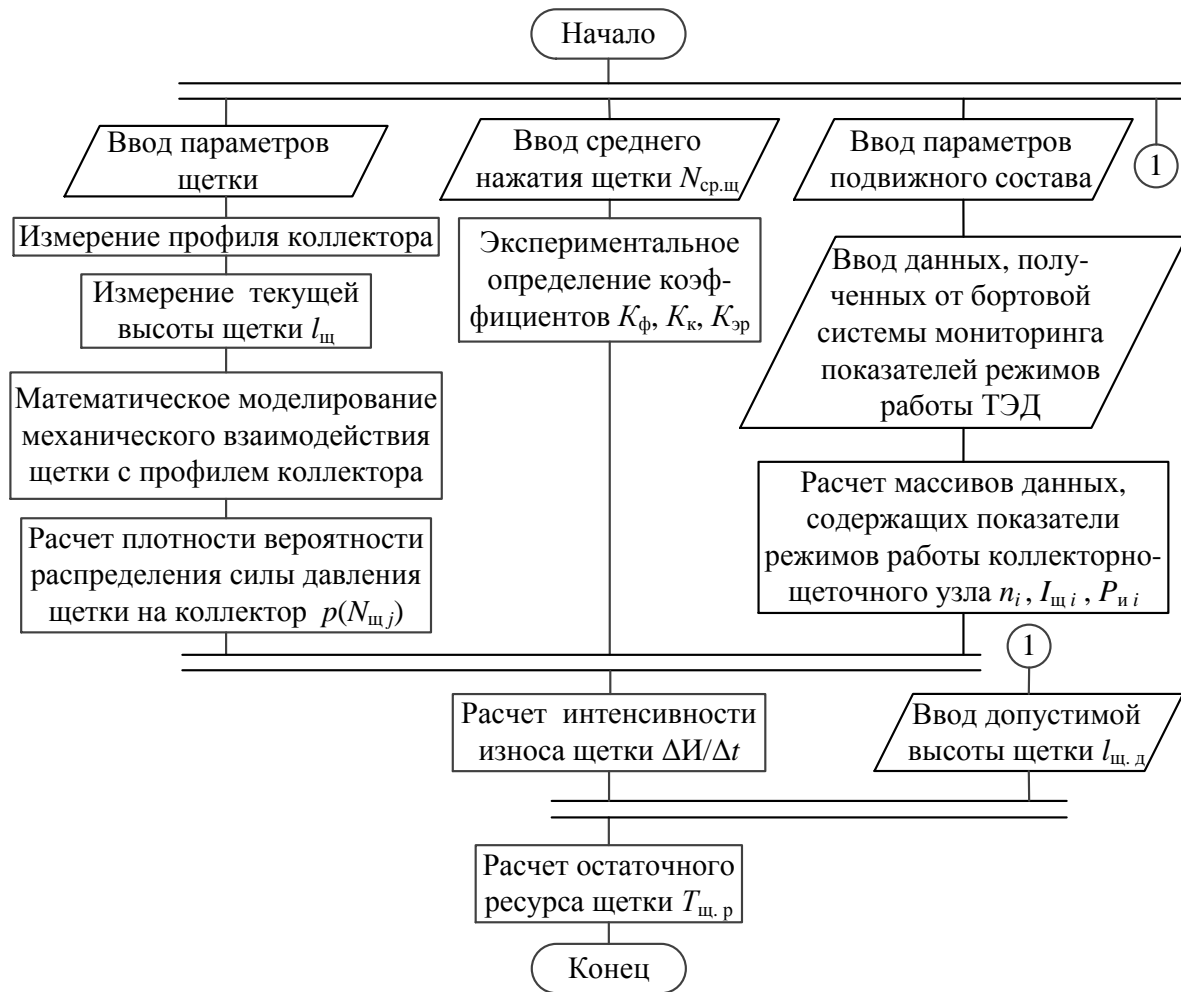 Начало
Ввод параметров
щетки
Ввод среднего
нажатия щетки Nср.щ
Ввод параметров
подвижного состава
1
Измерение профиля коллектора
Измерение текущей
высоты щетки lщ
Математическое моделирование
механического взаимодействия
щетки с профилем коллектора
Расчет плотности вероятности
распределения силы давления
щетки на коллектор p(Nщ j)
Экспериментальное
определение коэф-
фициентов Kф, Kк, Kэр
Ввод данных, полу-
ченных от бортовой
системы мониторинга
показателей режимов
работы ТЭД
Расчет массивов данных,
содержащих показатели
режимов работы коллекторно-
щеточного узла ni , Iщ i , Pи i
1
Расчет интенсивности
износа щетки ΔИ/Δt
Ввод допустимой
высоты щетки lщ. д
Расчет остаточного
ресурса щетки Tщ. р
Конец